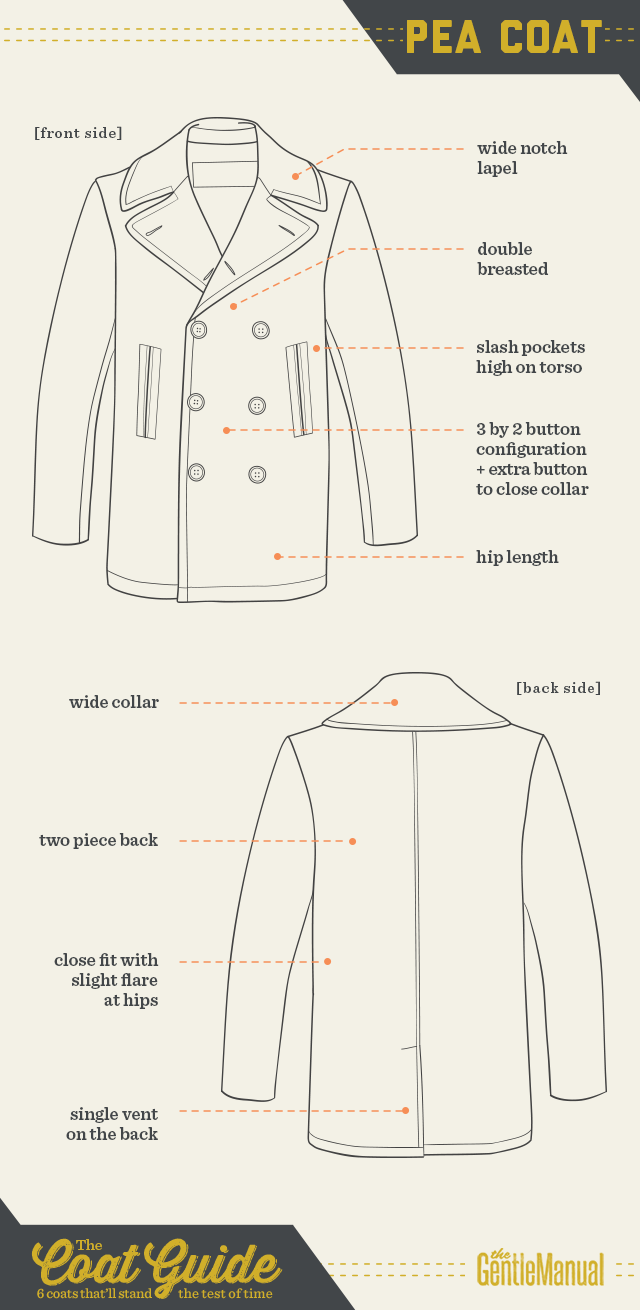 PEA COAT
[front side]
wide notch
lapel
double
breasted
slash pockets
high on torso
3 by 2 button
configuration
+ extra button
to close collar
hip length
[back side]
wide collar
two piece back
close fit with
slight flare
at hips
single vent
on the back
The
Coat Guide
6 coats that'll stand the test of time
the
GentleManual